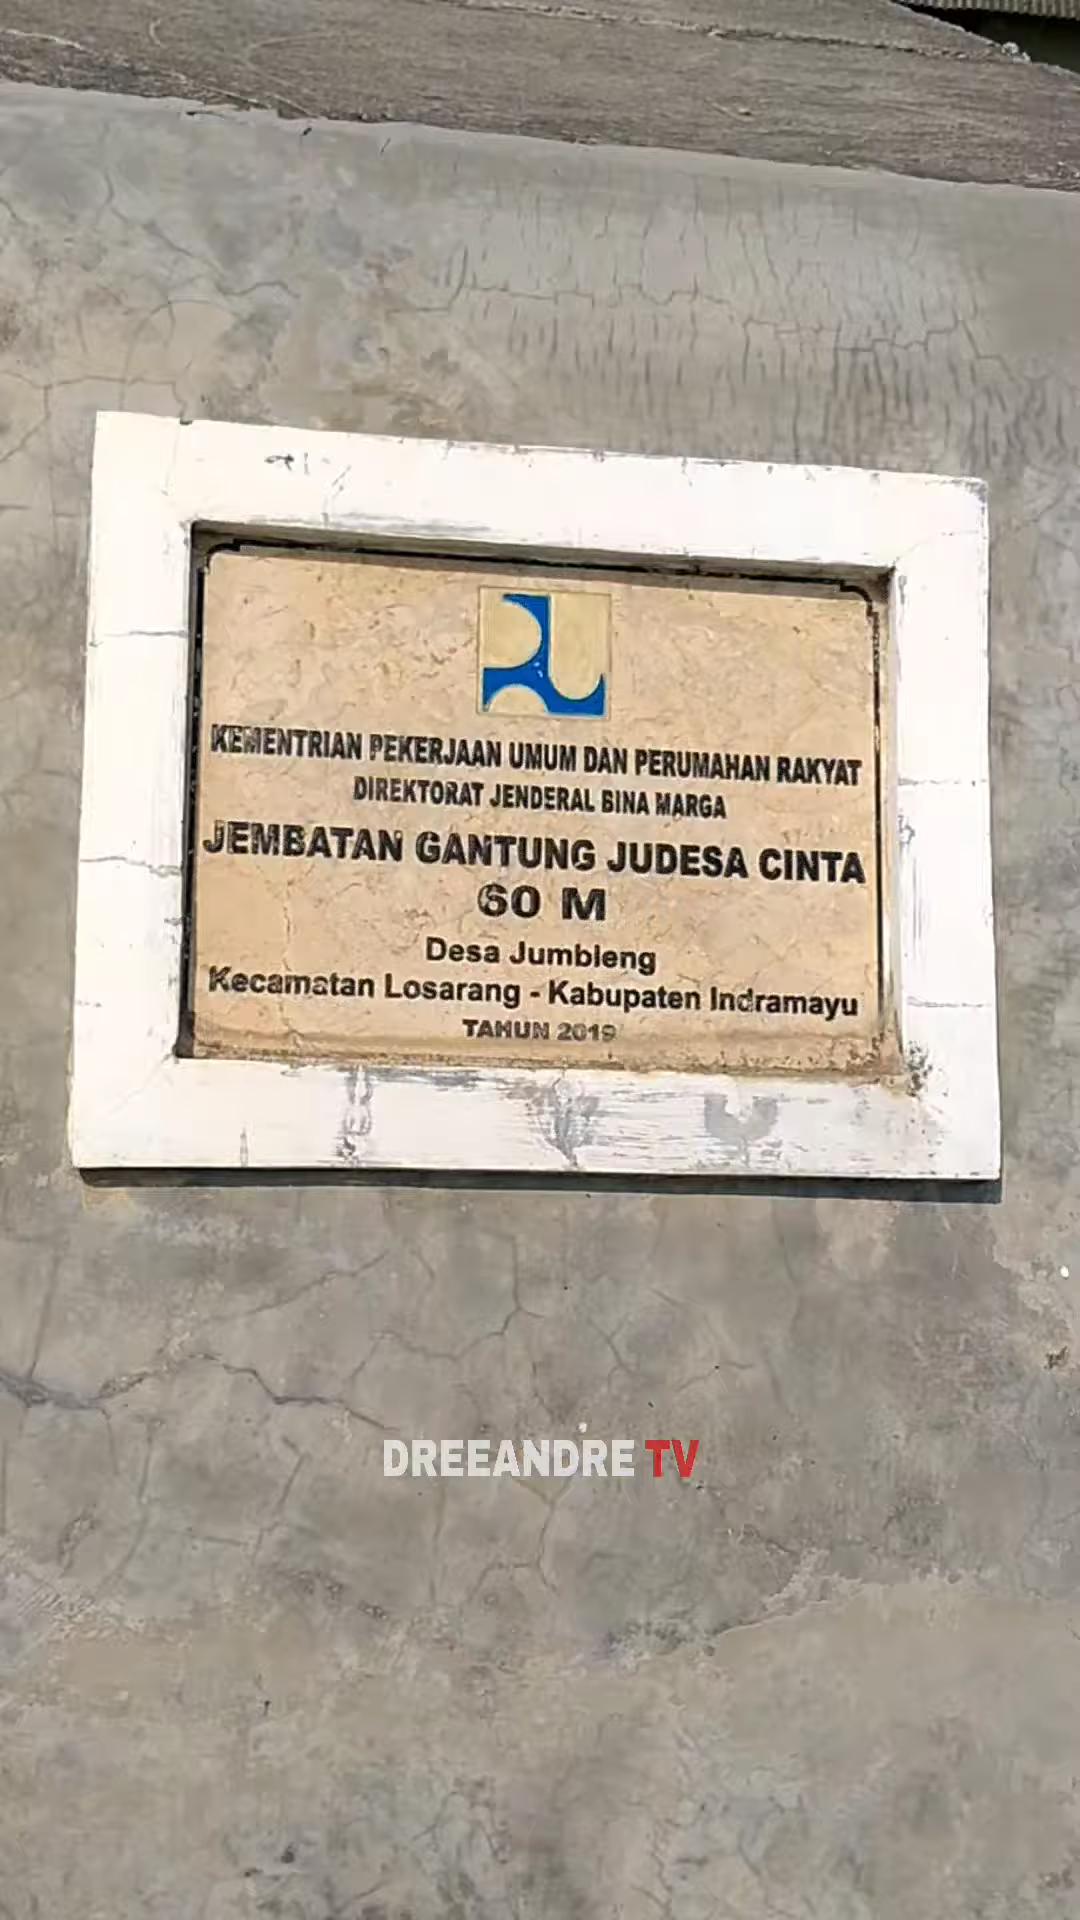 KEMENTRIAN PEKERJAAN UMUM DAN PERUMAHAN RAKYAT
DIREKTORAT JENDERAL BINA MARGA
JEMBATAN GANTUNG JUDESA CINTA
60 M
Desa Jumbleng
Kecamatan Losarang - Kabupaten Indramayu
TAHUN 2019
DREEANDRE TV